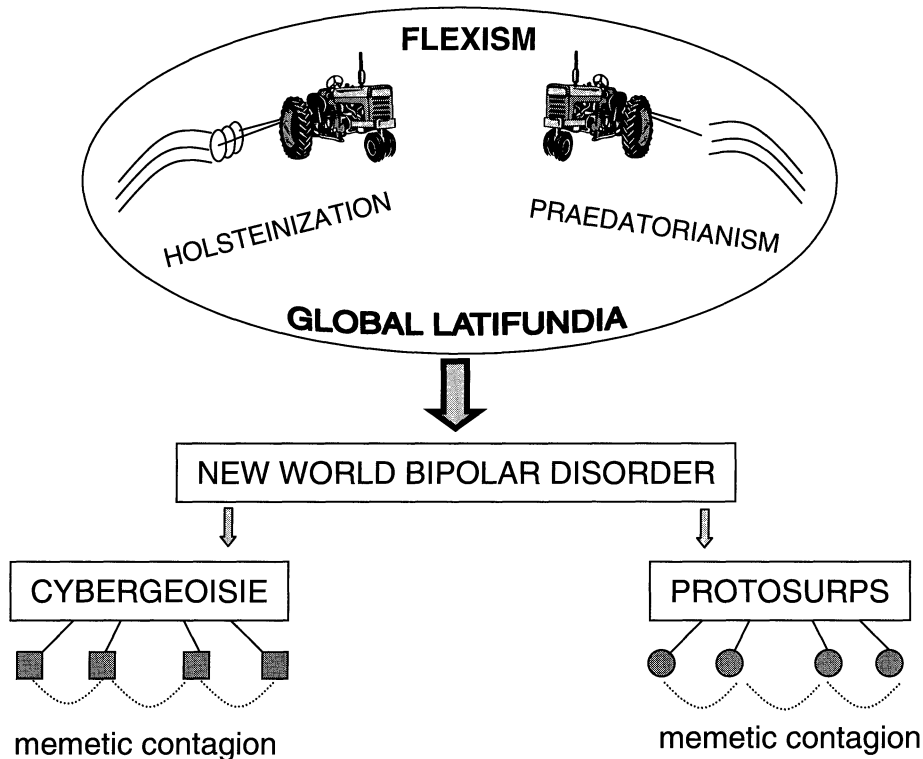 FLEXISM
HOLSTEINIZATION
PRAEDATORIANISM
GLOBAL LATIFUNDIA
NEW WORLD BIPOLAR DISORDER
CYBERGEOISIE
PROTOSURPS
memetic contagion
memetic contagion